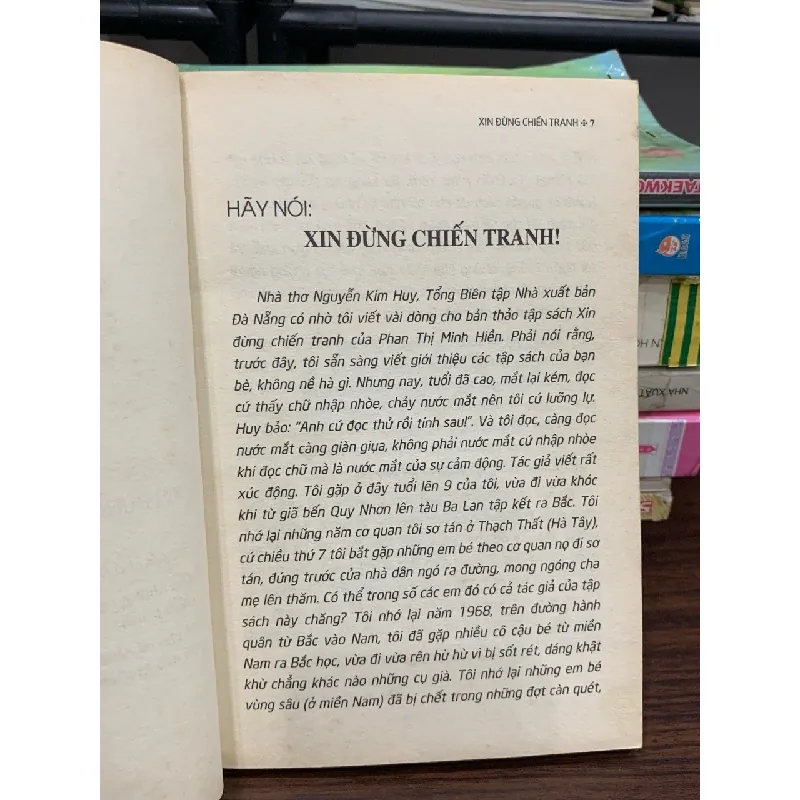 XIN ĐỪNG CHIẾN TRANH ✢ 7
HÃY NÓI:
XIN ĐỪNG CHIẾN TRANH!
Nhà thơ Nguyễn Kim Huy, Tổng Biên tập Nhà xuất bản
Đà Nẵng có nhờ tôi viết vài dòng cho bản thảo tập sách Xin
đừng chiến tranh của Phan Thị Minh Hiền. Phải nói rằng,
trước đây, tôi sẵn sàng viết giới thiệu các tập sách của bạn
bè, không nề hà gì. Nhưng nay, tuổi đã cao, mắt lại kém, đọc
cứ thấy chữ nhập nhòe, chảy nước mắt nên tôi cứ lưỡng lự.
Huy bảo: "Anh cứ đọc thử rồi tính sau!". Và tôi đọc, càng đọc
nước mắt càng giàn giụa, không phải nước mắt cứ nhập nhòe
khi đọc chữ mà là nước mắt của sự cảm động. Tác giả viết rất
xúc động. Tôi gặp ở đây tuổi lên 9 của tôi, vừa đi vừa khóc
khi từ giã bến Quy Nhơn lên tàu Ba Lan tập kết ra Bắc. Tôi
nhớ lại những năm cơ quan tôi sơ tán ở Thạch Thất (Hà Tây),
cứ chiều thứ 7 tôi bắt gặp những em bé theo cơ quan nọ đi sơ
tán, đứng trước cửa nhà dân ngó ra đường, mong ngóng cha
mẹ lên thăm. Có thể trong số các em đó có cả tác giả của tập
sách này chăng? Tôi nhớ lại năm 1968, trên đường hành
quân từ Bắc vào Nam, tôi đã gặp nhiều cô cậu bé từ miền
Nam ra Bắc học, vừa đi vừa rên hừ hừ vì bị sốt rét, dáng khật
khừ chẳng khác nào những cụ già. Tôi nhớ lại những em bé
vùng sâu (ở miền Nam) đã bị chết trong những đợt càn quét,
NHÀ XUẤT